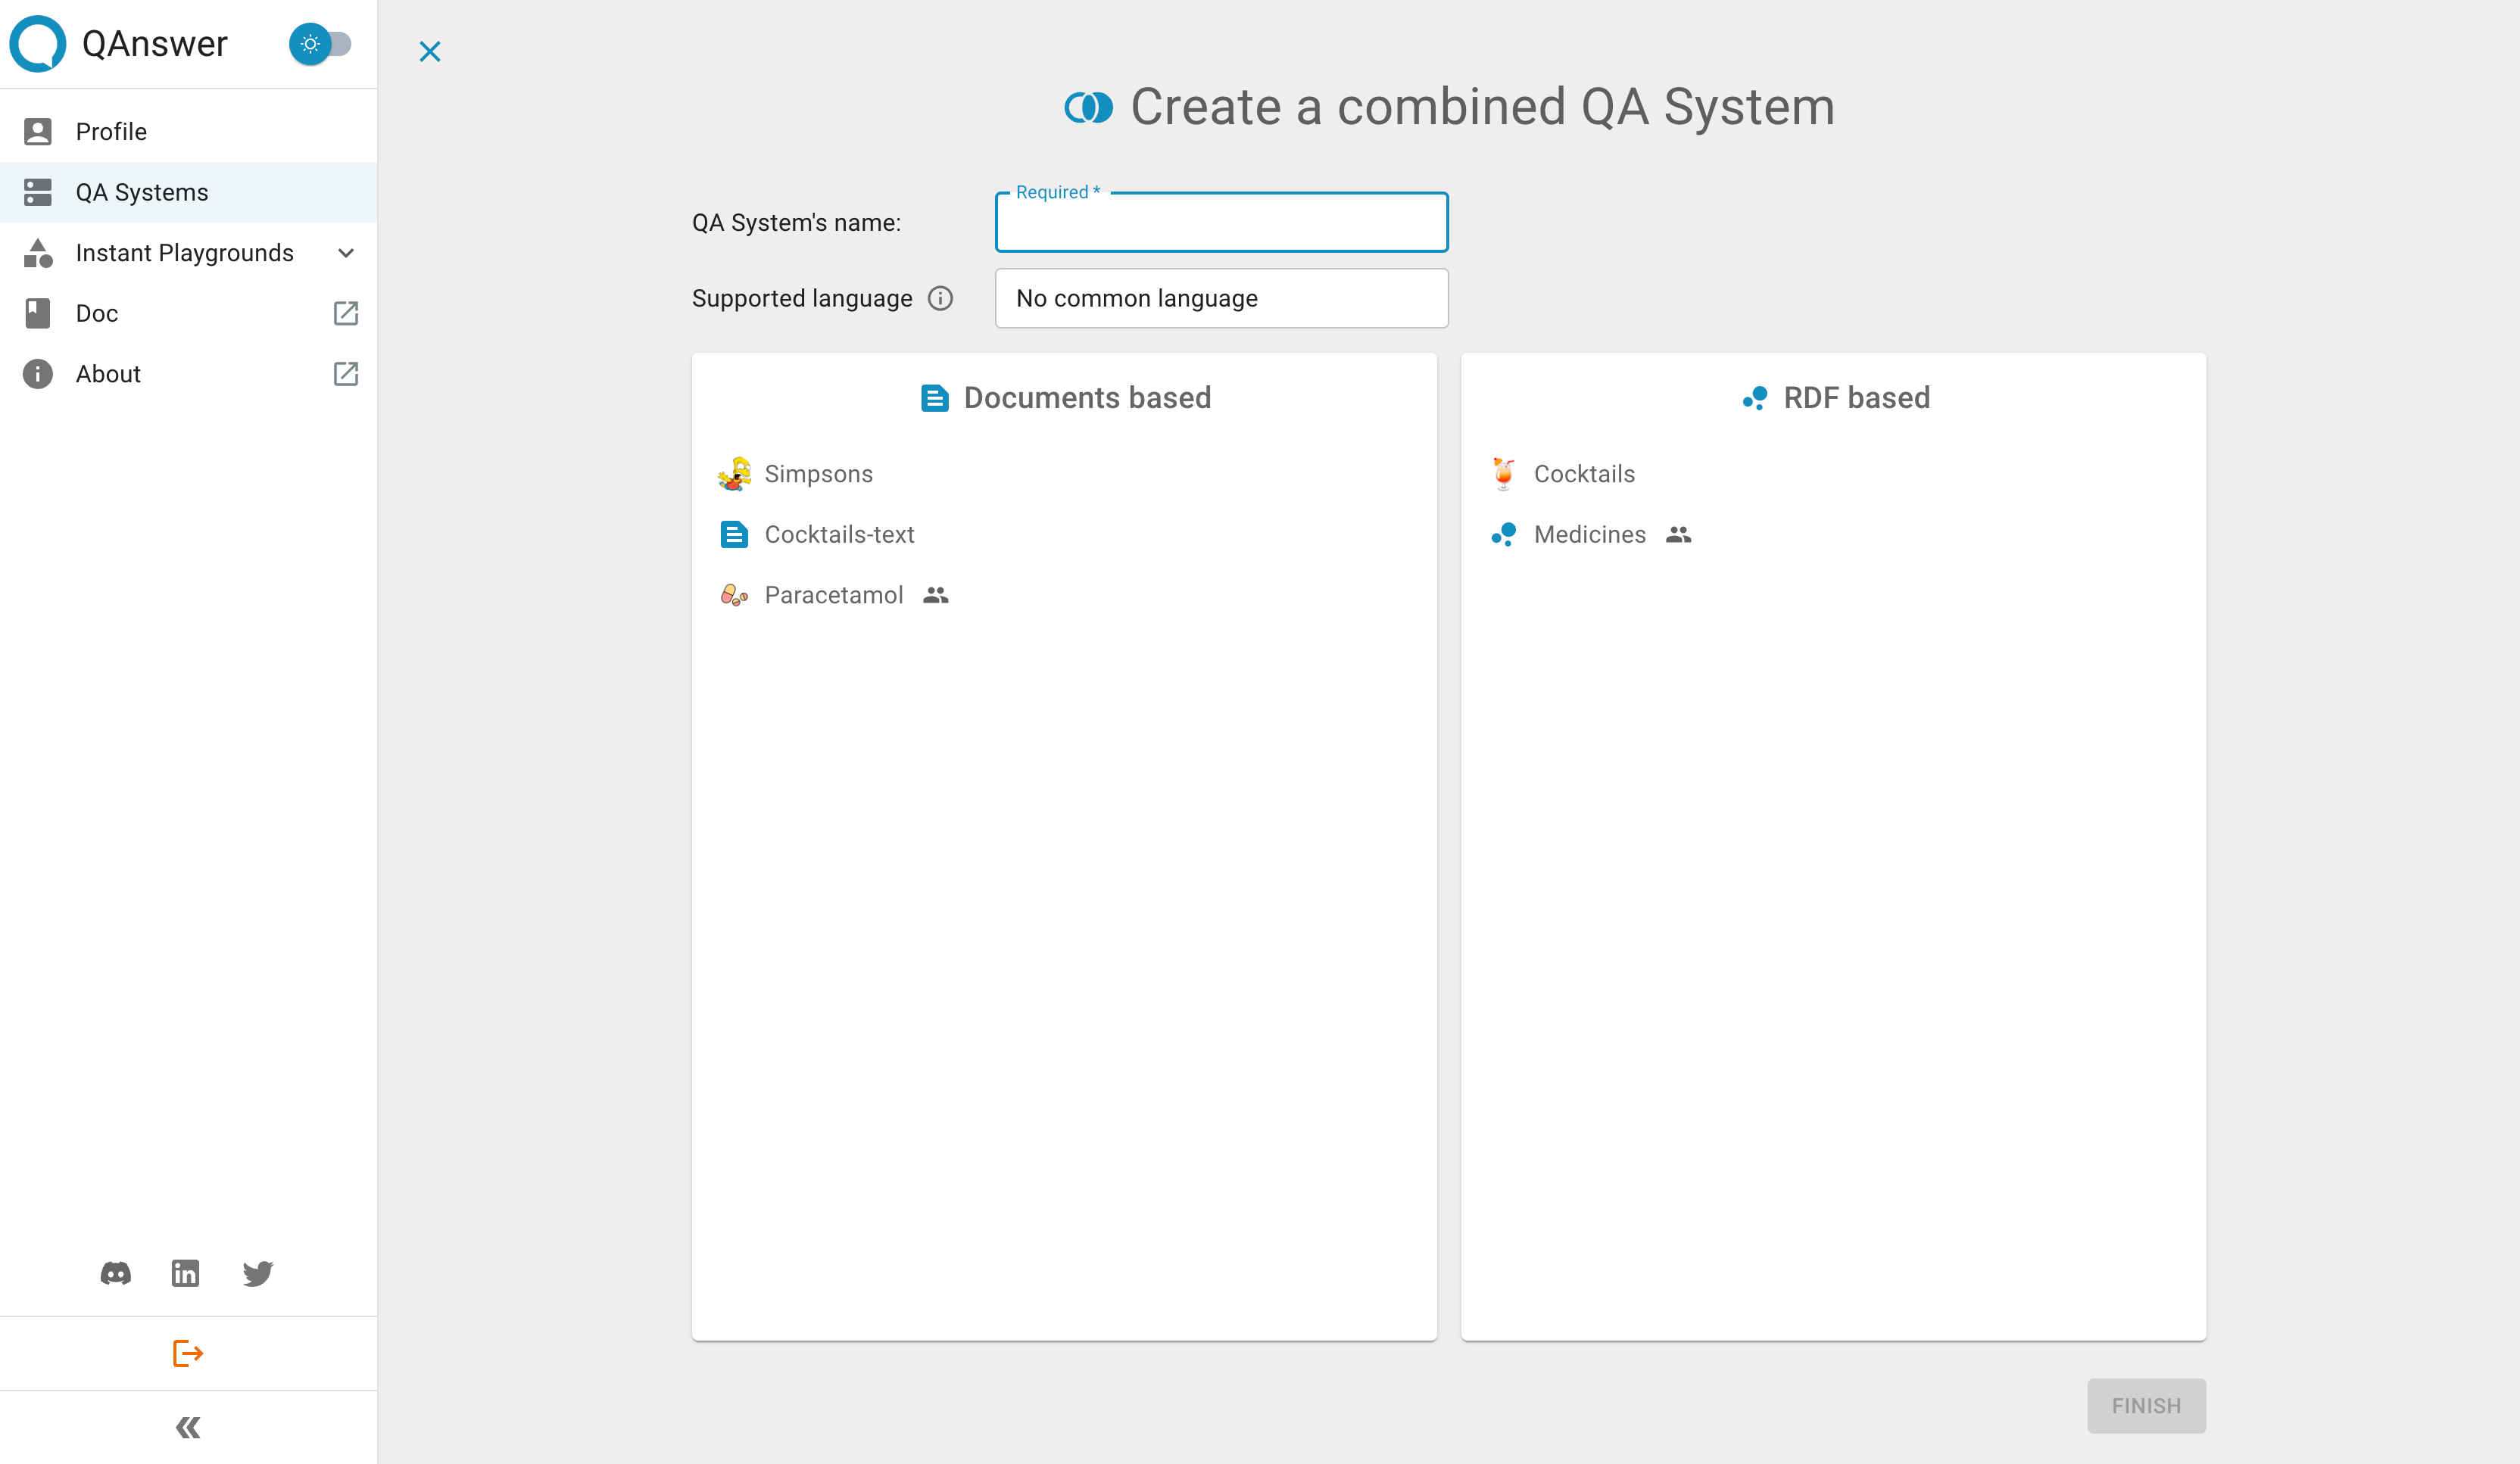 QAnswer
Profile
QA Systems
Instant Playgrounds
Doc
About
Create a combined QA System
QA System's name:
Required *
Supported language
No common language
Documents based
Simpsons
Cocktails-text
Paracetamol
RDF based
Cocktails
Medicines
FINISH